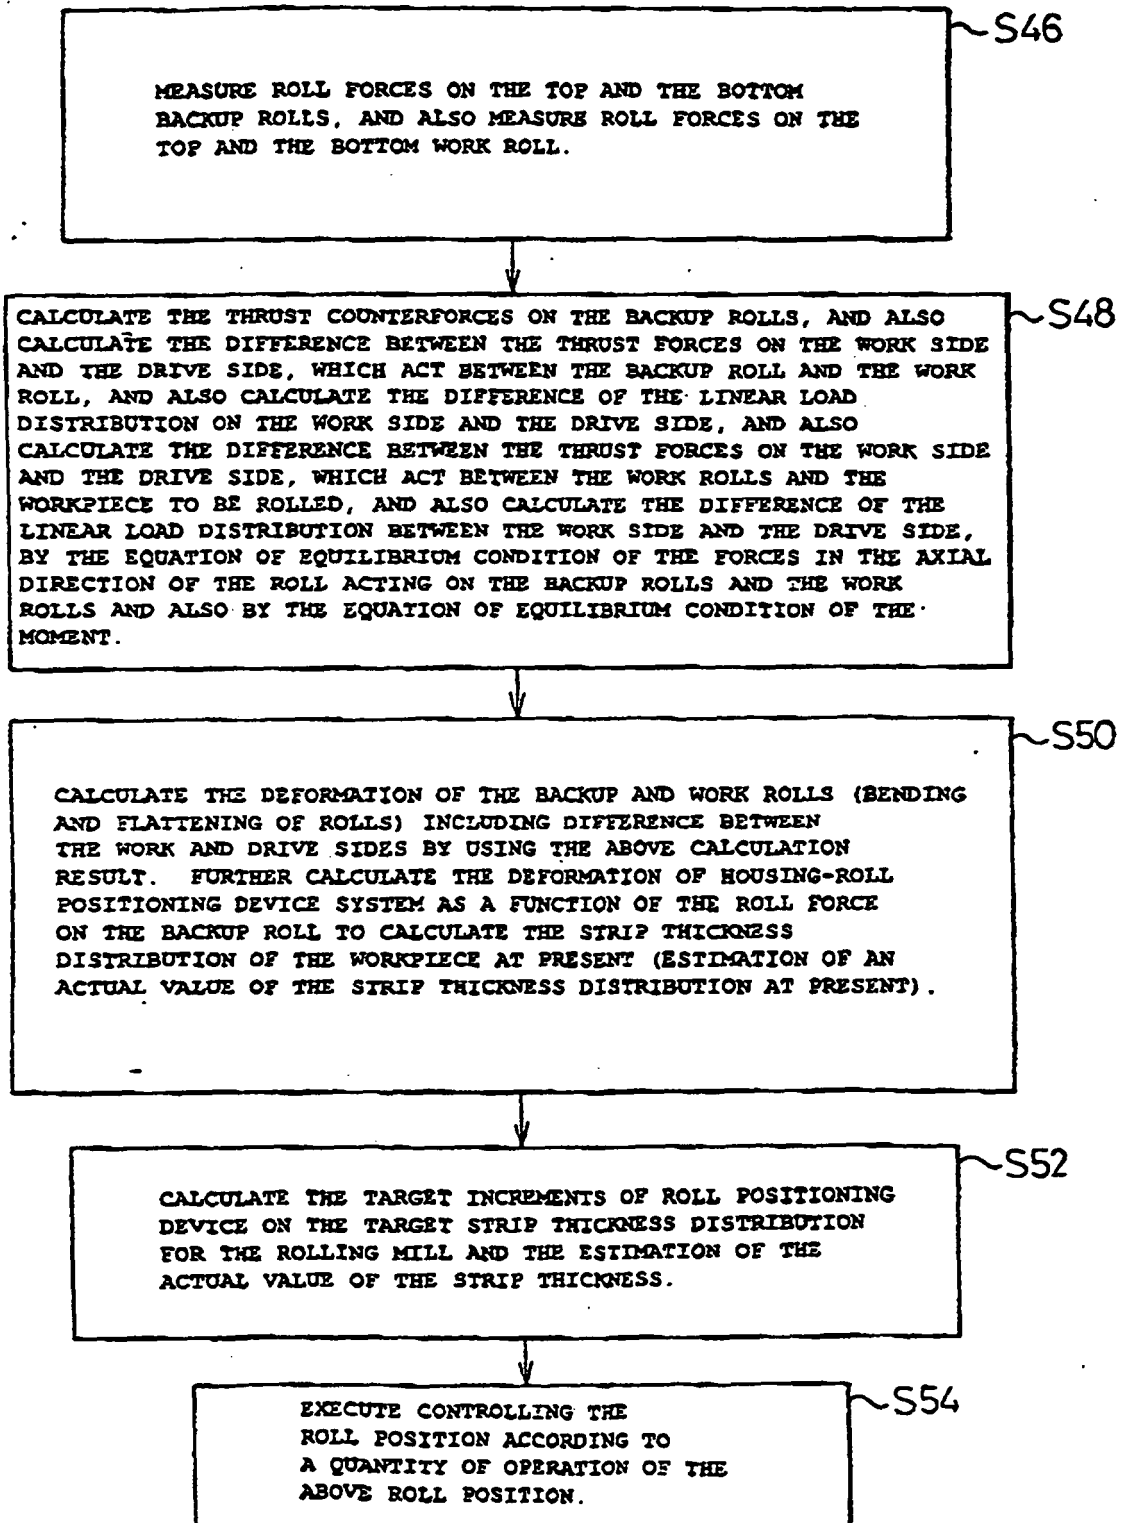 S46
MEASURE ROLL FORCES ON THE TOP AND THE BOTTOM
BACKUP ROLLS, AND ALSO MEASURE ROLL FORCES ON THE
TOP AND THE BOTTOM WORK ROLL.
S48
CALCULATE THE THRUST COUNTERFORCES ON THE BACKUP ROLLS, AND ALSO
CALCULATE THE DIFFERENCE BETWEEN THE THRUST FORCES ON THE WORK SIDE
AND THE DRIVE SIDE, WHICH ACT BETWEEN THE BACKUP ROLL AND THE WORK
ROLL, AND ALSO CALCULATE THE DIFFERENCE OF THE LINEAR LOAD
DISTRIBUTION ON THE WORK SIDE AND THE DRIVE SIDE, AND ALSO
CALCULATE THE DIFFERENCE BETWEEN THE THRUST FORCES ON THE WORK SIDE
AND THE DRIVE SIDE, WHICH ACT BETWEEN THE WORK ROLLS AND THE
WORKPIECE TO BE ROLLED, AND ALSO CALCULATE THE DIFFERENCE OF THE
LINEAR LOAD DISTRIBUTION BETWEEN THE WORK SIDE AND THE DRIVE SIDE,
BY THE EQUATION OF EQUILIBRIUM CONDITION OF THE FORCES IN THE AXIAL
DIRECTION OF THE ROLL ACTING ON THE BACKUP ROLLS AND THE WORK
ROLLS AND ALSO BY THE EQUATION OF EQUILIBRIUM CONDITION OF THE
MOMENT.
S50
CALCULATE THE DEFORMATION OF THE BACKUP AND WORK ROLLS (BENDING
AND FLATTENING OF ROLLS) INCLUDING DIFFERENCE BETWEEN
THE WORK AND DRIVE SIDES BY USING THE ABOVE CALCULATION
RESULT. FURTHER CALCULATE THE DEFORMATION OF HOUSING-ROLL
POSITIONING DEVICE SYSTEM AS A FUNCTION OF THE ROLL FORCE
ON THE BACKUP ROLL TO CALCULATE THE STRIP THICKNESS
DISTRIBUTION OF THE WORKPIECE AT PRESENT (ESTIMATION OF AN
ACTUAL VALUE OF THE STRIP THICKNESS DISTRIBUTION AT PRESENT).
S52
CALCULATE THE TARGET INCREMENTS OF ROLL POSITIONING
DEVICE ON THE TARGET STRIP THICKNESS DISTRIBUTION
FOR THE ROLLING MILL AND THE ESTIMATION OF THE
ACTUAL VALUE OF THE STRIP THICKNESS.
S54
EXECUTE CONTROLLING THE
ROLL POSITION ACCORDING TO
A QUANTITY OF OPERATION OF THE
ABOVE ROLL POSITION.